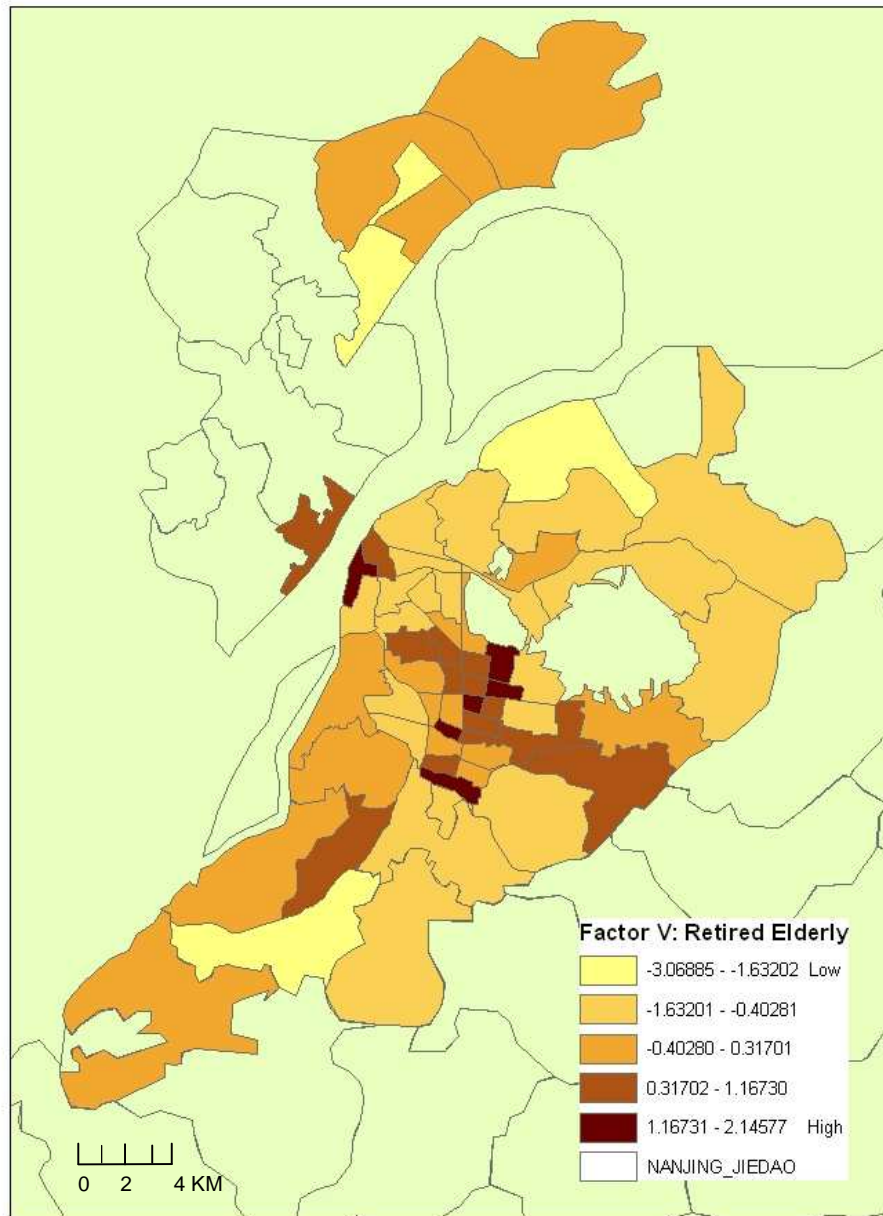 Factor V: Retired Elderly
-3.06885 - -1.63202 Low
-1.63201 - -0.40281
-0.40280 - 0.31701
0.31702 - 1.16730
1.16731 - 2.14577 High
NANJING_JIEDAO
0 2 4 KM